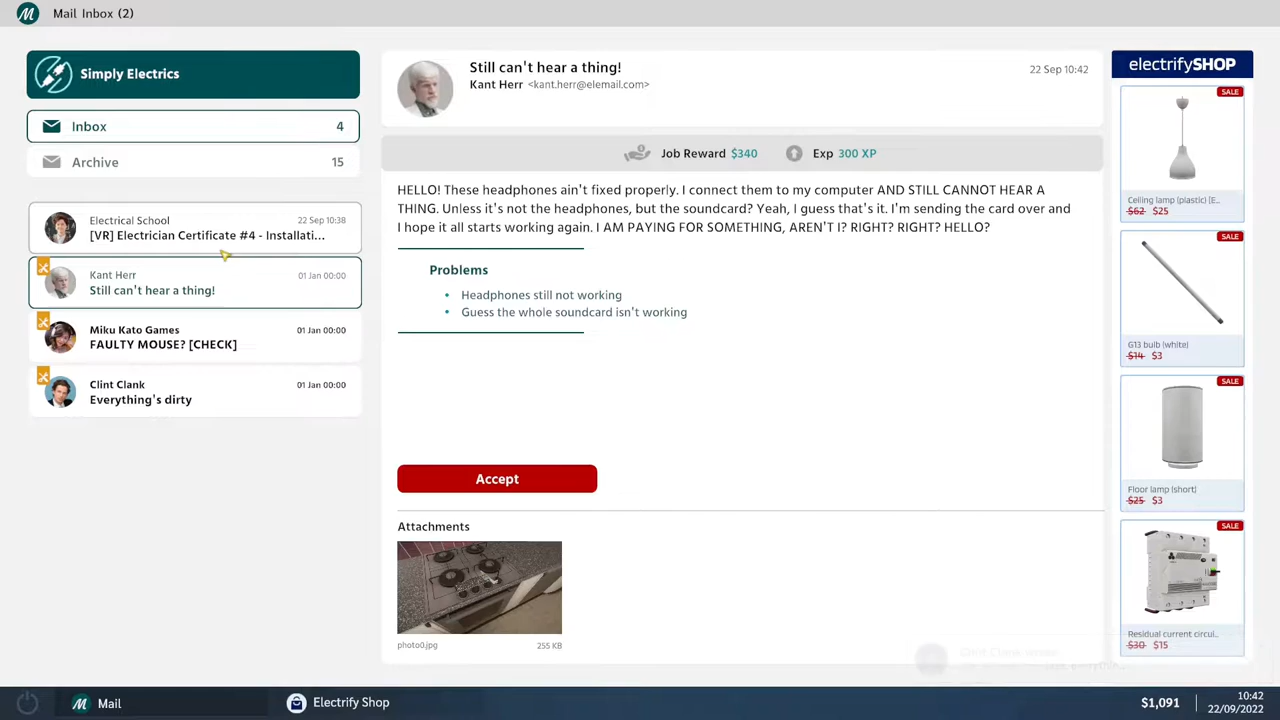 Mail Inbox (2)
Simply Electrics
Inbox 4
Archive 15
Electrical School 22 Sep 10:38
[VR] Electrician Certificate #4 - Installati...
Kant Herr 01 Jan 00:00
Still can't hear a thing!
Miku Kato Games 01 Jan 00:00
FAULTY MOUSE? [CHECK]
Clint Clank 01 Jan 00:00
Everything's dirty
Still can't hear a thing!
Kant Herr <kant.herr@elemail.com>
22 Sep 10:42
Job Reward $340 Exp 300 XP
HELLO! These headphones ain't fixed properly. I connect them to my computer AND STILL CANNOT HEAR A
THING. Unless it's not the headphones, but the soundcard? Yeah, I guess that's it. I'm sending the card over and
I hope it all starts working again. I AM PAYING FOR SOMETHING, AREN'T I? RIGHT? RIGHT? HELLO?
Problems
• Headphones still not working
• Guess the whole soundcard isn't working
Accept
Attachments
photo0.jpg 255 KB
electrifySHOP
SALE
Ceiling lamp (plastic) [E...
$62 $25
SALE
G13 bulb (white)
$14 $3
SALE
Floor lamp (short)
$25 $3
SALE
Residual current circui...
$30 $15
Mail
Electrify Shop
$1,091
10:42
22/09/2022